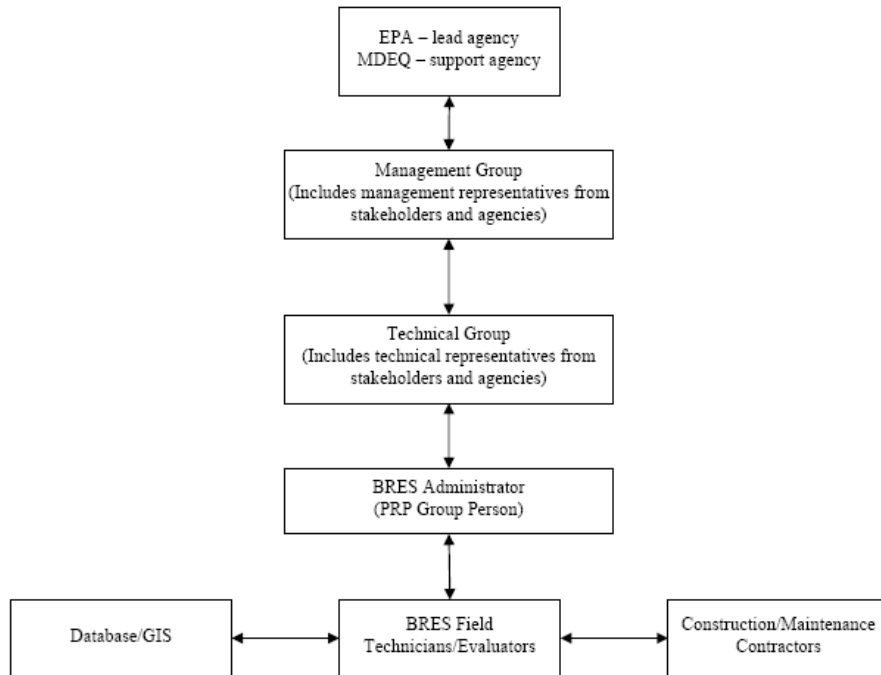 EPA – lead agency
MDEQ – support agency
Management Group
(Includes management representatives from
stakeholders and agencies)
Technical Group
(Includes technical representatives from
stakeholders and agencies)
BRES Administrator
(PRP Group Person)
Database/GIS
BRES Field
Technicians/Evaluators
Construction/Maintenance
Contractors